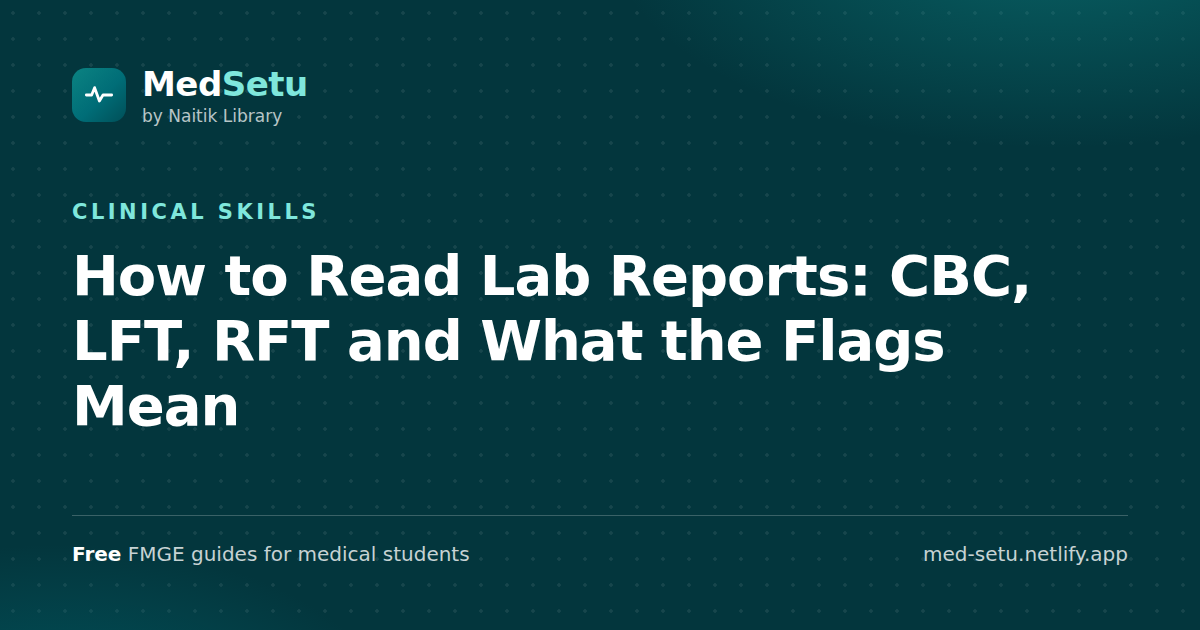 MedSetu
by Naitik Library
CLINICAL SKILLS
How to Read Lab Reports: CBC,
LFT, RFT and What the Flags
Mean
Free FMGE guides for medical students
med-setu.netlify.app